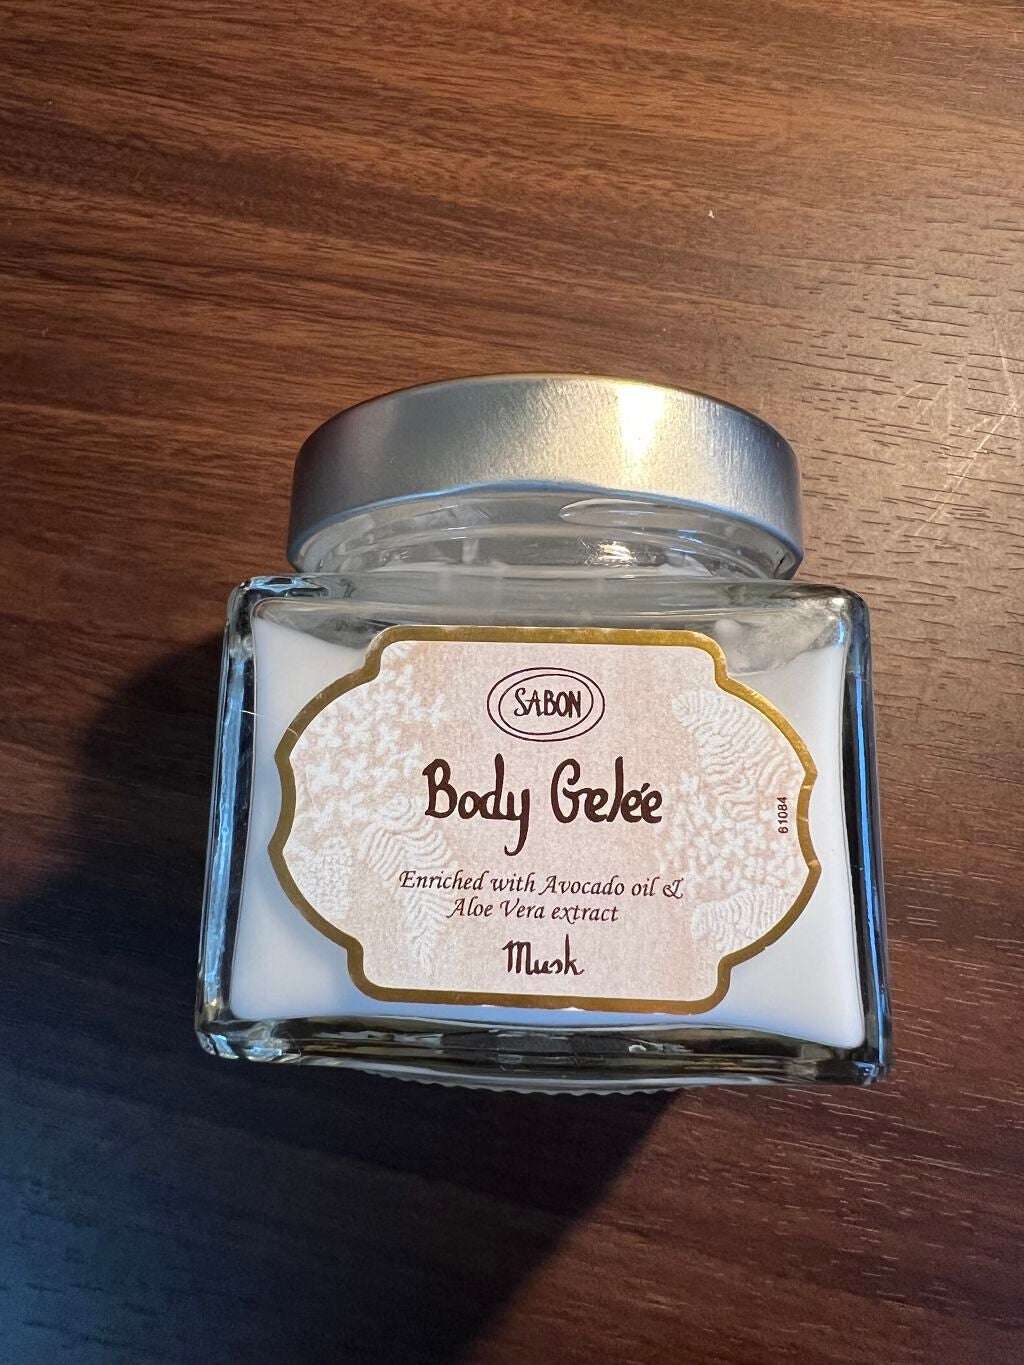 SABON
Body Gelée
Enriched with Avocado oil &
Aloe Vera extract
Musk
61084